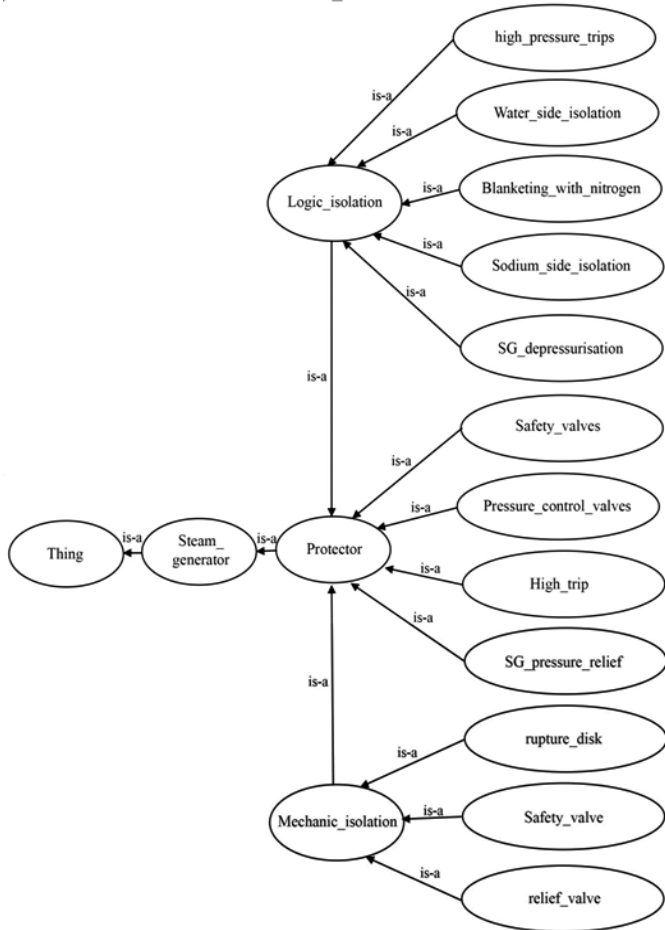 high_pressure_trips
is-a
Water_side_isolation
is-a
Blanketing_with_nitrogen
is-a
Logic_isolation
is-a
Sodium_side_isolation
is-a
SG_depressurisation
is-a
Safety_valves
is-a
Pressure_control_valves
is-a
Thing
is-a
Steam_
generator
is-a
Protector
is-a
High_trip
is-a
SG_pressure_relief
is-a
rupture_disk
is-a
Mechanic_isolation
is-a
Safety_valve
is-a
relief_valve
is-a